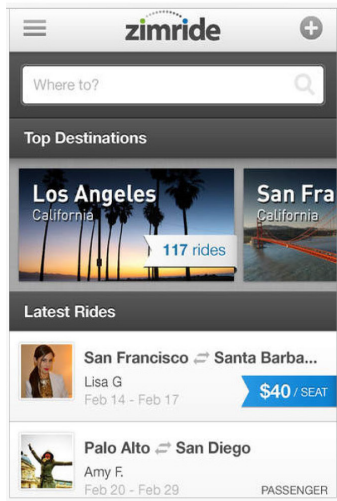 zimride
Where to?
Top Destinations
Los Angeles
California
117 rides
San Fra
California
Latest Rides
San Francisco ⇌ Santa Barba...
Lisa G
Feb 14 - Feb 17
$40 / SEAT
Palo Alto ⇌ San Diego
Amy F.
Feb 20 - Feb 29
PASSENGER